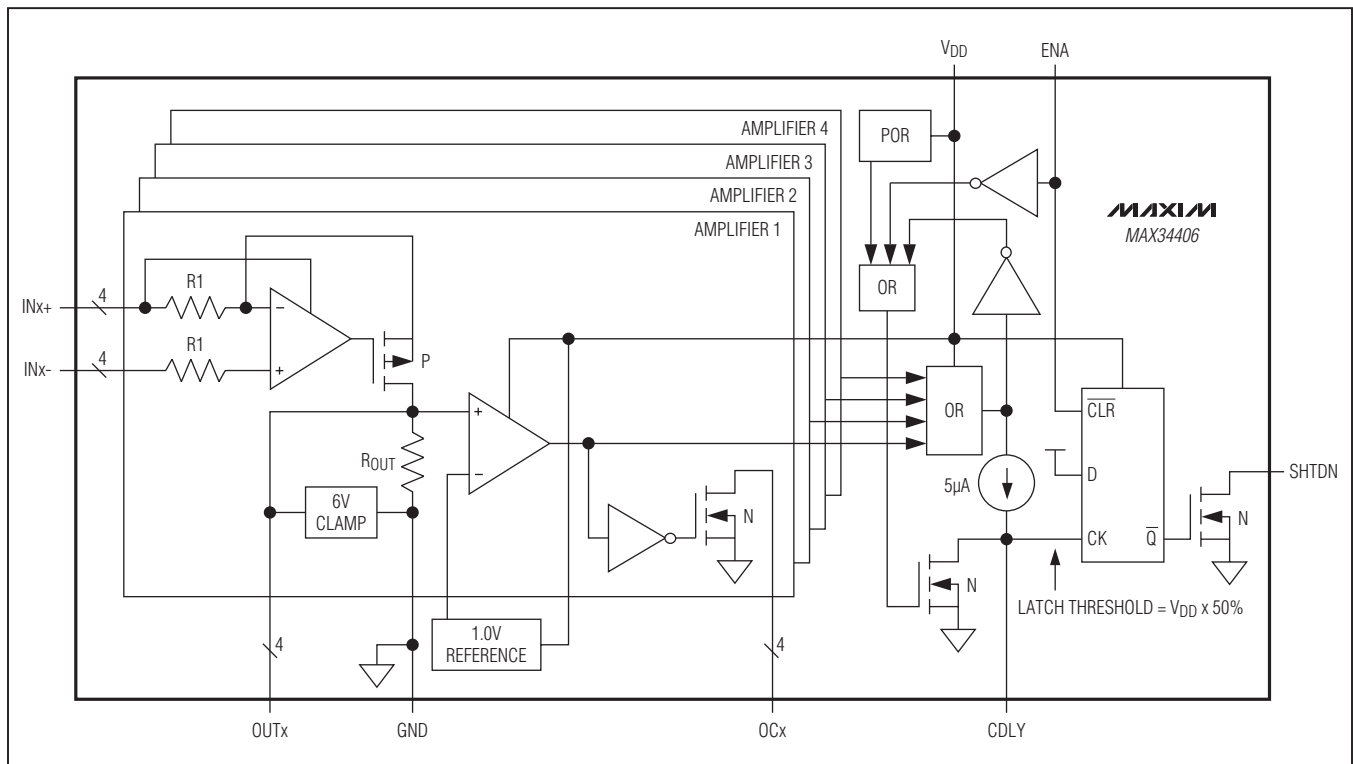 VDD
ENA
AMPLIFIER 4
POR
AMPLIFIER 3
AMPLIFIER 2
AMPLIFIER 1
MAXIM
MAX34406
OR
INx+
4
R1
−
INx-
4
R1
+
P
+
−
ROUT
6V
CLAMP
N
1.0V
REFERENCE
OR
5µA
CLR
D
CK
Q
N
SHTDN
N
LATCH THRESHOLD = VDD x 50%
4
4
OUTx
GND
OCx
CDLY